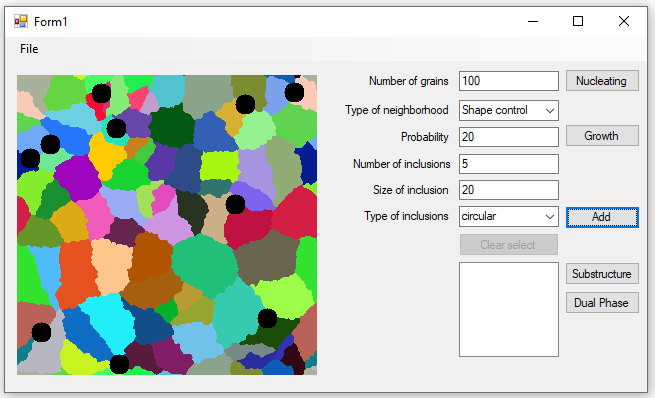 Form1
File
Number of grains 100 Nucleating
Type of neighborhood Shape control
Probability 20 Growth
Number of inclusions 5
Size of inclusion 20
Type of inclusions circular Add
Clear select
Substructure
Dual Phase